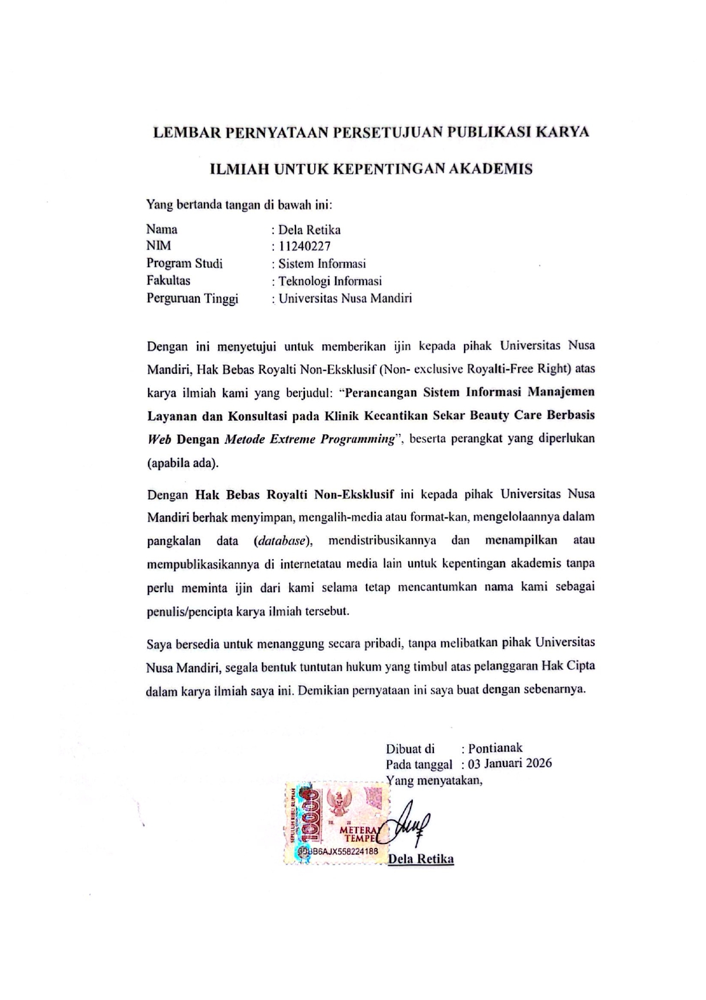 LEMBAR PERNYATAAN PERSETUJUAN PUBLIKASI KARYA
ILMIAH UNTUK KEPENTINGAN AKADEMIS
Yang bertanda tangan di bawah ini:
Nama : Dela Retika
NIM : 11240227
Program Studi : Sistem Informasi
Fakultas : Teknologi Informasi
Perguruan Tinggi : Universitas Nusa Mandiri
Dengan ini menyetujui untuk memberikan ijin kepada pihak Universitas Nusa
Mandiri, Hak Bebas Royalti Non-Eksklusif (Non- exclusive Royalti-Free Right) atas
karya ilmiah kami yang berjudul: “Perancangan Sistem Informasi Manajemen
Layanan dan Konsultasi pada Klinik Kecantikan Sekar Beauty Care Berbasis
Web Dengan Metode Extreme Programming”, beserta perangkat yang diperlukan
(apabila ada).
Dengan Hak Bebas Royalti Non-Eksklusif ini kepada pihak Universitas Nusa
Mandiri berhak menyimpan, mengalih-media atau format-kan, mengelolaannya dalam
pangkalan data (database), mendistribusikannya dan menampilkan atau
mempublikasikannya di internetatau media lain untuk kepentingan akademis tanpa
perlu meminta ijin dari kami selama tetap mencantumkan nama kami sebagai
penulis/pencipta karya ilmiah tersebut.
Saya bersedia untuk menanggung secara pribadi, tanpa melibatkan pihak Universitas
Nusa Mandiri, segala bentuk tuntutan hukum yang timbul atas pelanggaran Hak Cipta
dalam karya ilmiah saya ini. Demikian pernyataan ini saya buat dengan sebenarnya.
Dibuat di : Pontianak
Pada tanggal : 03 Januari 2026
Yang menyatakan,
SEPULUH RIBU RUPIAH
10000
METERAI
TEMPEL
Dela Retika